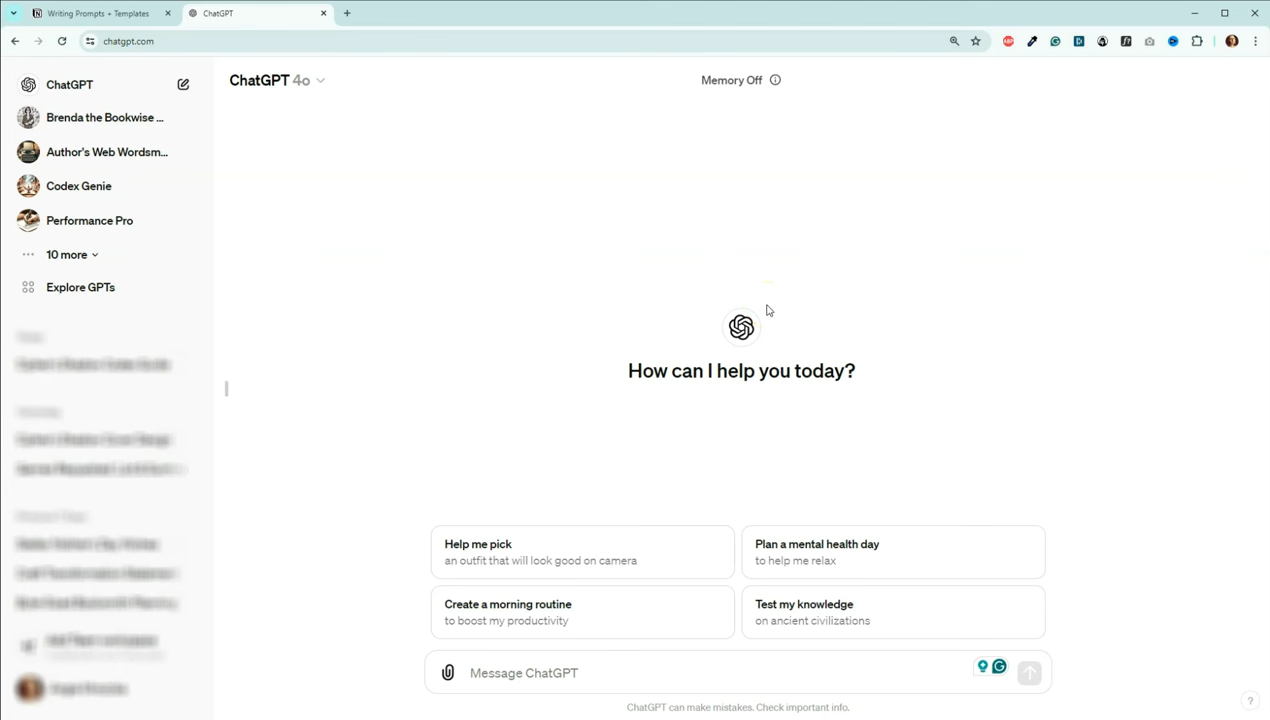 Writing Prompts + Templates
ChatGPT
chatgpt.com
ChatGPT
Brenda the Bookwise ...
Author's Web Wordsm...
Codex Genie
Performance Pro
10 more
Explore GPTs
ChatGPT 4o
Memory Off
How can I help you today?
Help me pick
an outfit that will look good on camera
Plan a mental health day
to help me relax
Create a morning routine
to boost my productivity
Test my knowledge
on ancient civilizations
Message ChatGPT
ChatGPT can make mistakes. Check important info.
?